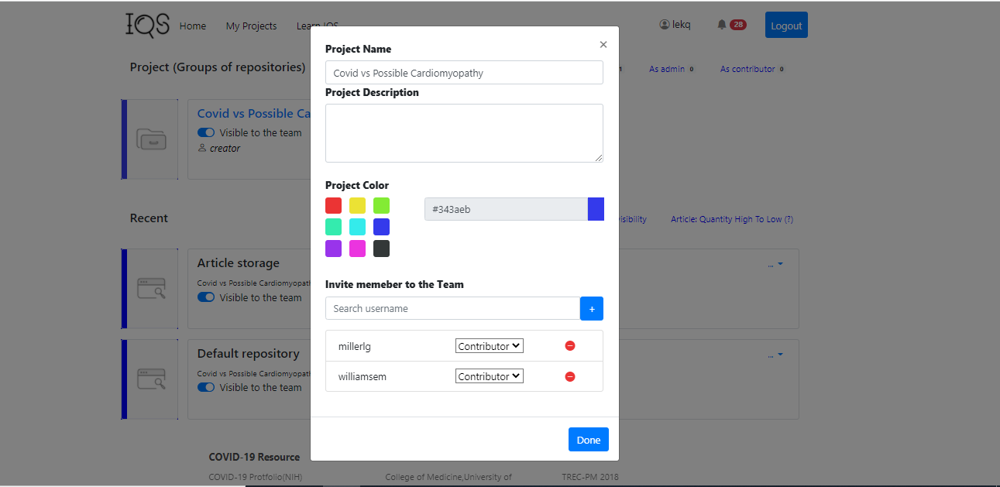 IQS Home My Projects Learn IQS lekq 28 Logout
Project (Groups of repositories) 1 As admin 0 As contributor 0
Covid vs Possible Ca
Visible to the team
creator
×
Project Name
Covid vs Possible Cardiomyopathy
Project Description
Project Color
#343aeb
Invite memeber to the Team
Search username +
millerlg Contributor
williamsem Contributor
Done
Recent isibility Article: Quantity High To Low (?)
Article storage ...
Covid vs Possible Cardiomyopath
Visible to the team
Default repository ...
Covid vs Possible Cardiomyopath
Visible to the team
COVID-19 Resource
COVID-19 Protfolio(NIH) College of Medicine,University of TREC-PM 2018